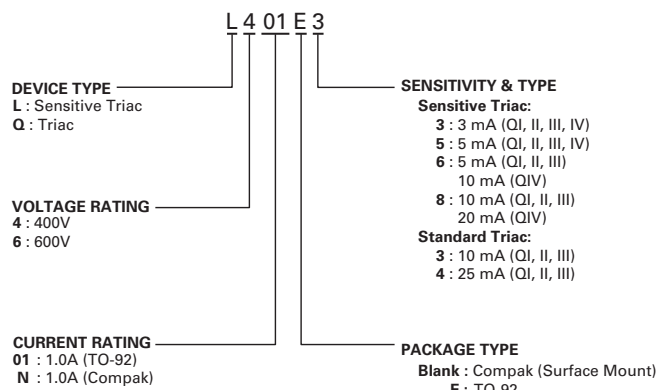 L 4 01 E 3
DEVICE TYPE
L : Sensitive Triac
Q : Triac
VOLTAGE RATING
4 : 400V
6 : 600V
CURRENT RATING
01 : 1.0A (TO-92)
N : 1.0A (Compak)
SENSITIVITY & TYPE
Sensitive Triac:
3 : 3 mA (QI, II, III, IV)
5 : 5 mA (QI, II, III, IV)
6 : 5 mA (QI, II, III)
10 mA (QIV)
8 : 10 mA (QI, II, III)
20 mA (QIV)
Standard Triac:
3 : 10 mA (QI, II, III)
4 : 25 mA (QI, II, III)
PACKAGE TYPE
Blank : Compak (Surface Mount)
E : TO-92